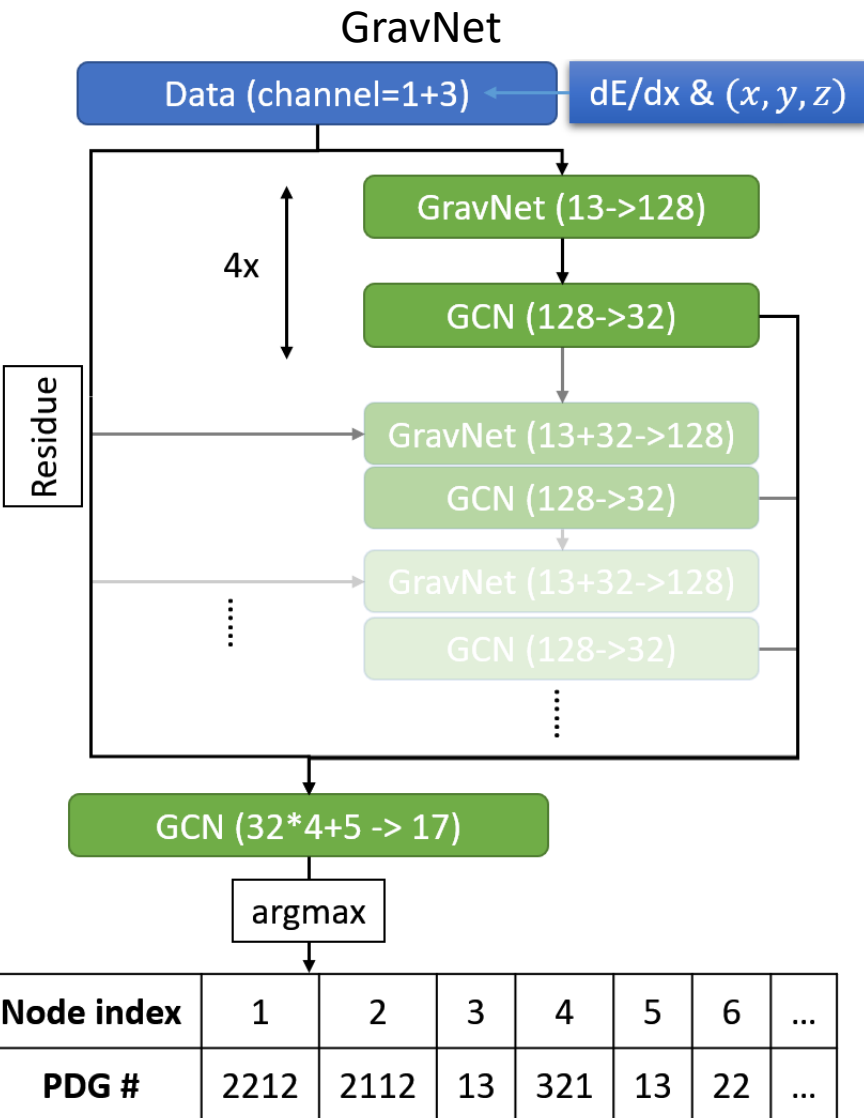 GravNet
Data (channel=1+3)
dE/dx & (x, y, z)
GravNet (13->128)
4x
GCN (128->32)
Residue
GravNet (13+32->128)
GCN (128->32)
GravNet (13+32->128)
GCN (128->32)
GCN (32*4+5 -> 17)
argmax
Node index 1 2 3 4 5 6 ...
PDG # 2212 2112 13 321 13 22 ...